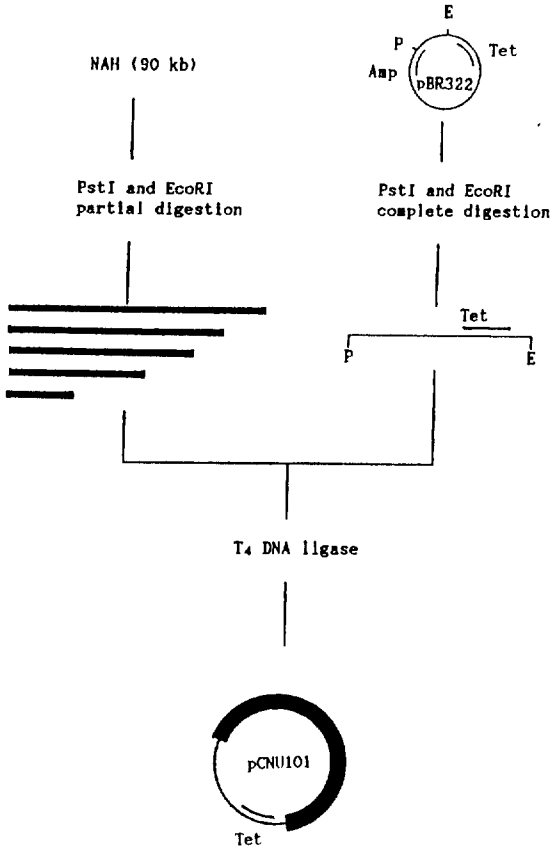 E
P
Tet
NAH (90 kb)
Amp
pBR322
PstI and EcoRI
partial digestion
PstI and EcoRI
complete digestion
Tet
P
E
T4 DNA ligase
pCNU101
Tet